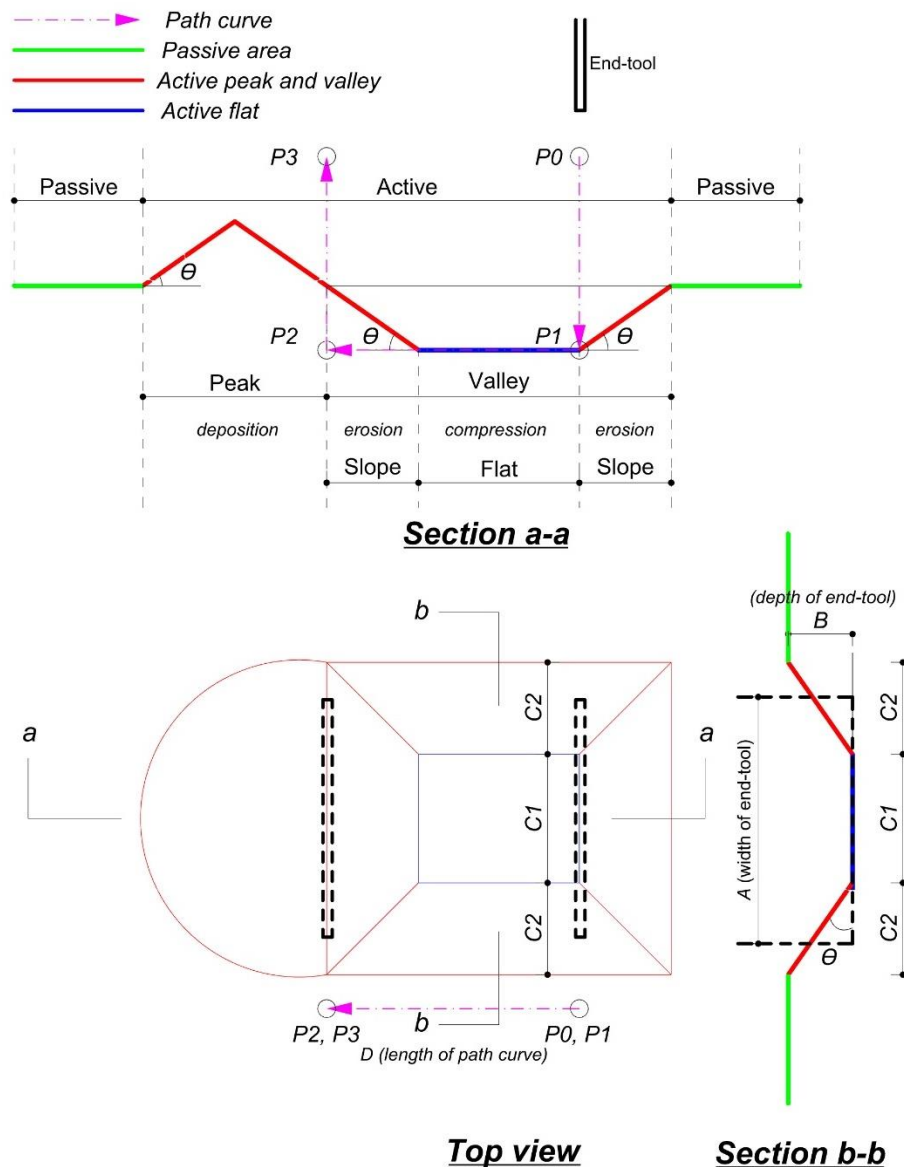 Path curve
Passive area
Active peak and valley
Active flat
End-tool
P3
P0
Passive
Active
Passive
θ
P2
θ
P1
θ
Peak
Valley
deposition
erosion
compression
erosion
Slope
Flat
Slope
Section a-a
(depth of end-tool)
B
b
a
a
C2
C1
C2
C2
C1
C2
A (width of end-tool)
θ
b
P2, P3
P0, P1
D (length of path curve)
Top view
Section b-b